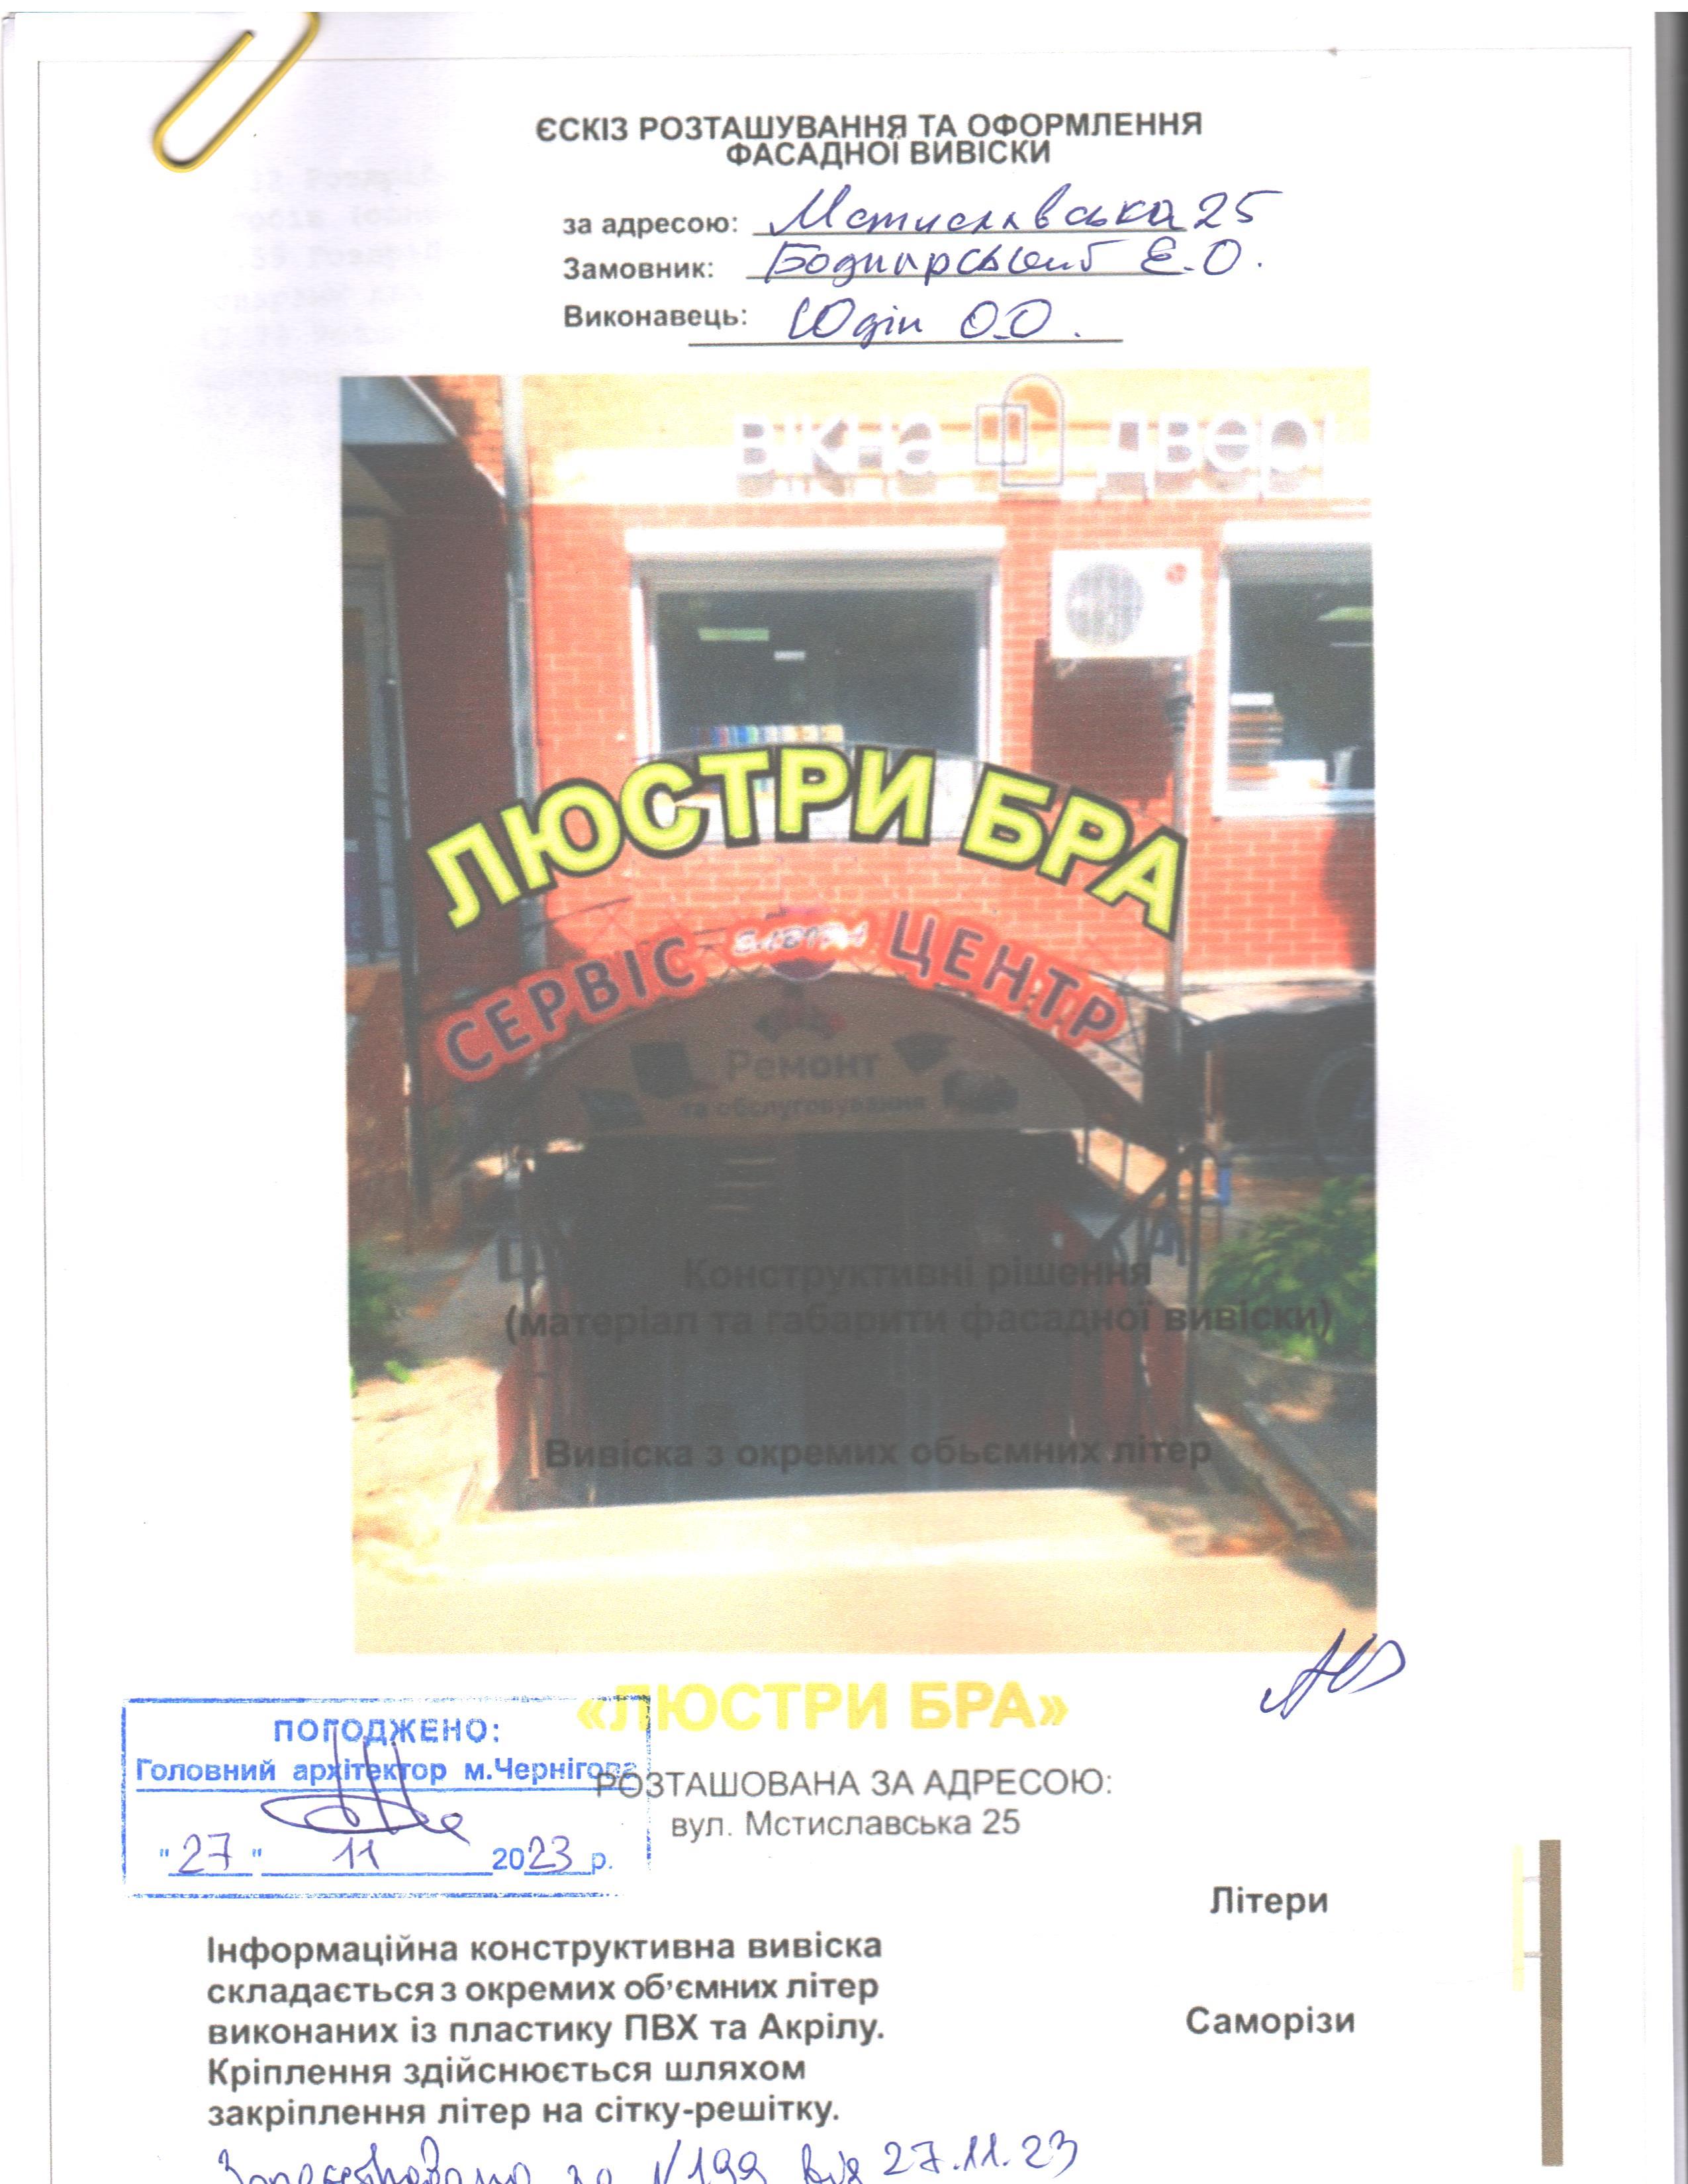 ЄСКІЗ РОЗТАШУВАННЯ ТА ОФОРМЛЕННЯ
ФАСАДНОЇ ВИВІСКИ
за адресою: Мстиславська 25
Замовник: Боднарський Є.О.
Виконавець: Юдін О.О.
вікна двері
ЛЮСТРИ БРА
СЕРВІС ЦЕНТР
Ремонт
та обслуговування
Конструктивні рішення
(матеріал та габарити фасадної вивіски)
Вивіска з окремих обьємних літер
«ЛЮСТРИ БРА»
ПОГОДЖЕНО:
Головний архітектор м.Чернігова
"27" 11 2023 р.
РОЗТАШОВАНА ЗА АДРЕСОЮ:
вул. Мстиславська 25
Літери
Саморізи
Інформаційна конструктивна вивіска
складається з окремих об'ємних літер
виконаних із пластику ПВХ та Акрілу.
Кріплення здійснюється шляхом
закріплення літер на сітку-решітку.
Зареєстровано за №199 від 27.11.23